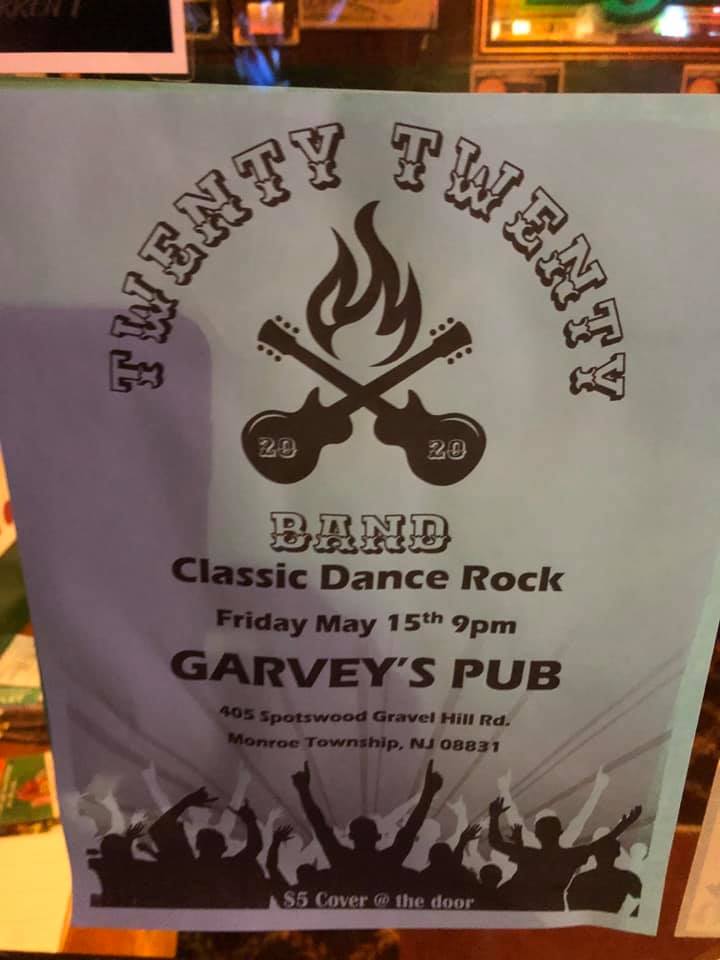 TWENTY TWENTY
20 20
BAND
Classic Dance Rock
Friday May 15th 9pm
GARVEY'S PUB
405 Spotswood Gravel Hill Rd.
Monroe Township, NJ 08831
$5 Cover @ the door